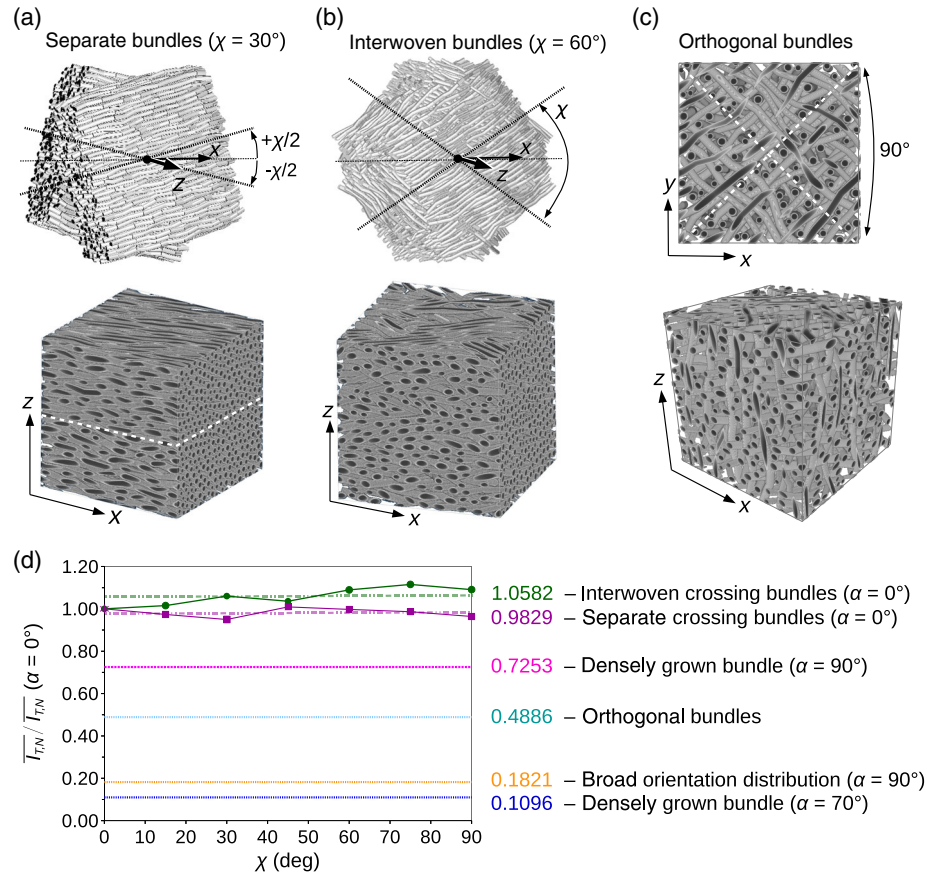 (a)
Separate bundles (χ = 30°)
+χ/2
x
-χ/2
z
z
x
(b)
Interwoven bundles (χ = 60°)
χ
x
z
z
x
(c)
Orthogonal bundles
90°
y
x
z
x
(d)
I_T,N / I_T,N (α = 0°)
1.20
1.00
0.80
0.60
0.40
0.20
0.00
0 10 20 30 40 50 60 70 80 90
χ (deg)
1.0582 – Interwoven crossing bundles (α = 0°)
0.9829 – Separate crossing bundles (α = 0°)
0.7253 – Densely grown bundle (α = 90°)
0.4886 – Orthogonal bundles
0.1821 – Broad orientation distribution (α = 90°)
0.1096 – Densely grown bundle (α = 70°)